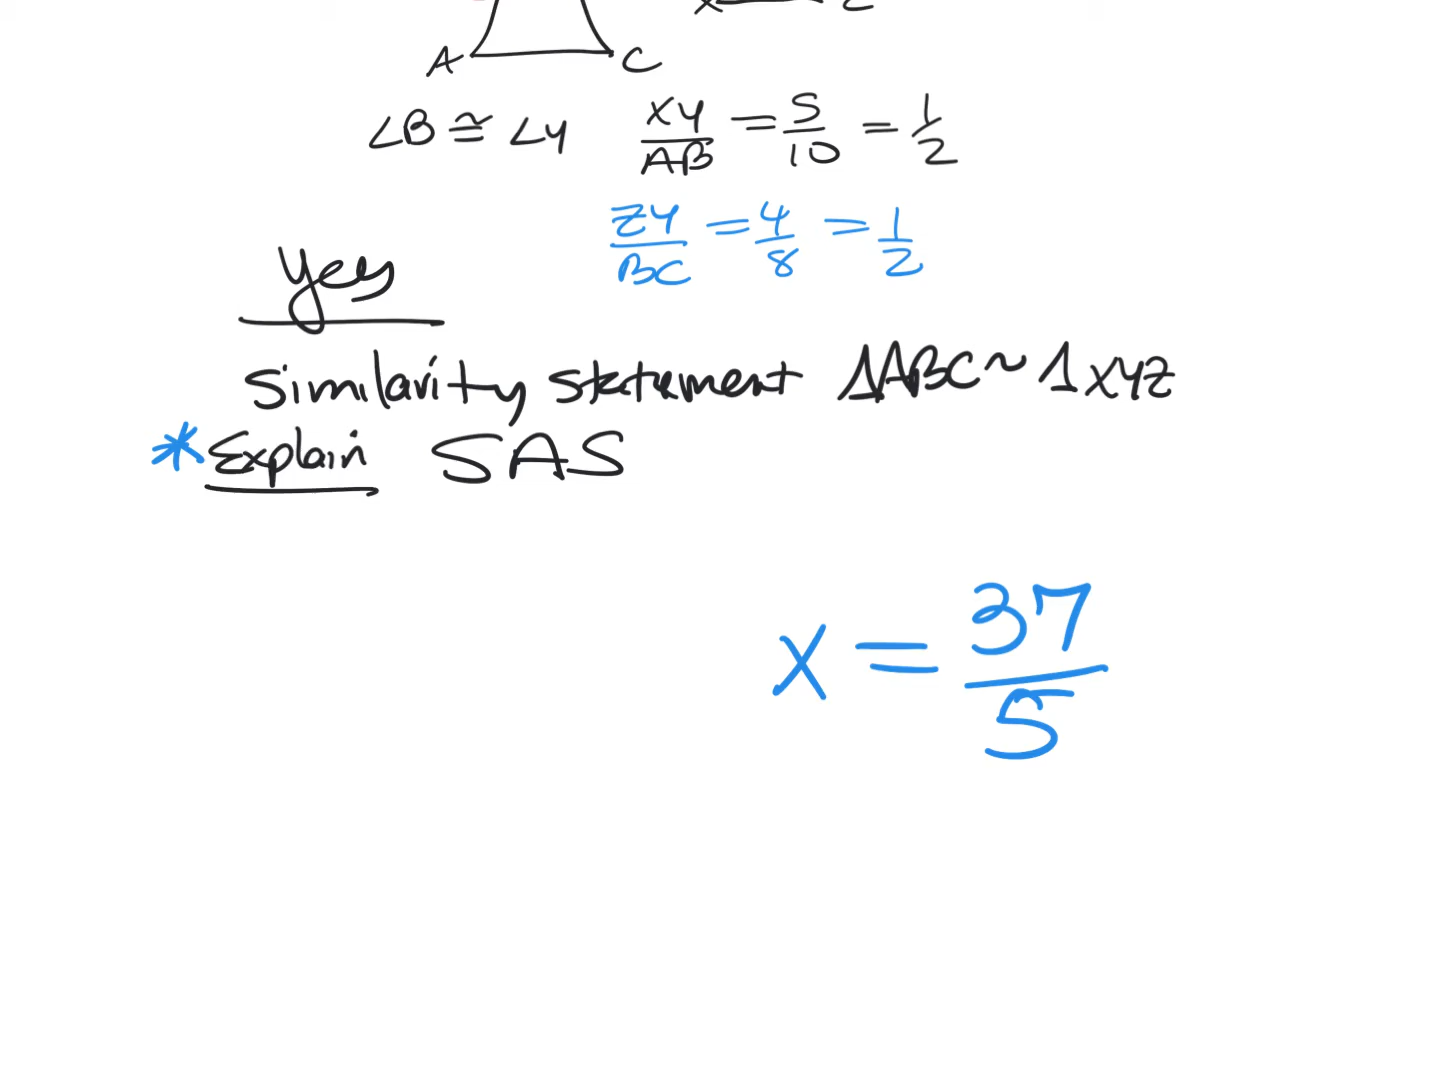 A C
∠B ≅ ∠Y XY/AB = 5/10 = 1/2
ZY/BC = 4/8 = 1/2
yes
Similarity statement ΔABC ~ ΔXYZ
* Explain SAS
x = 37/5